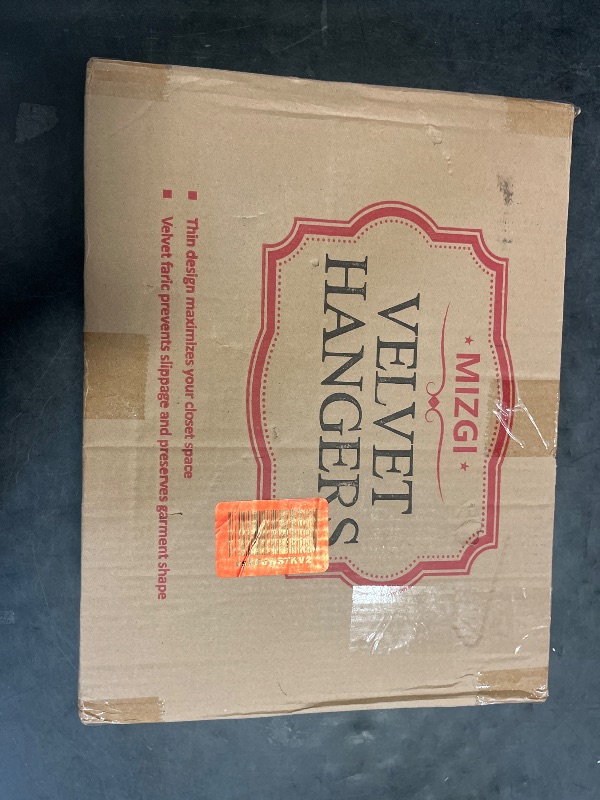 ★ MIZGI ★
VELVET
HANGERS
■ Thin design maximizes your closet space
■ Velvet faric prevents slippage and preserves garment shape